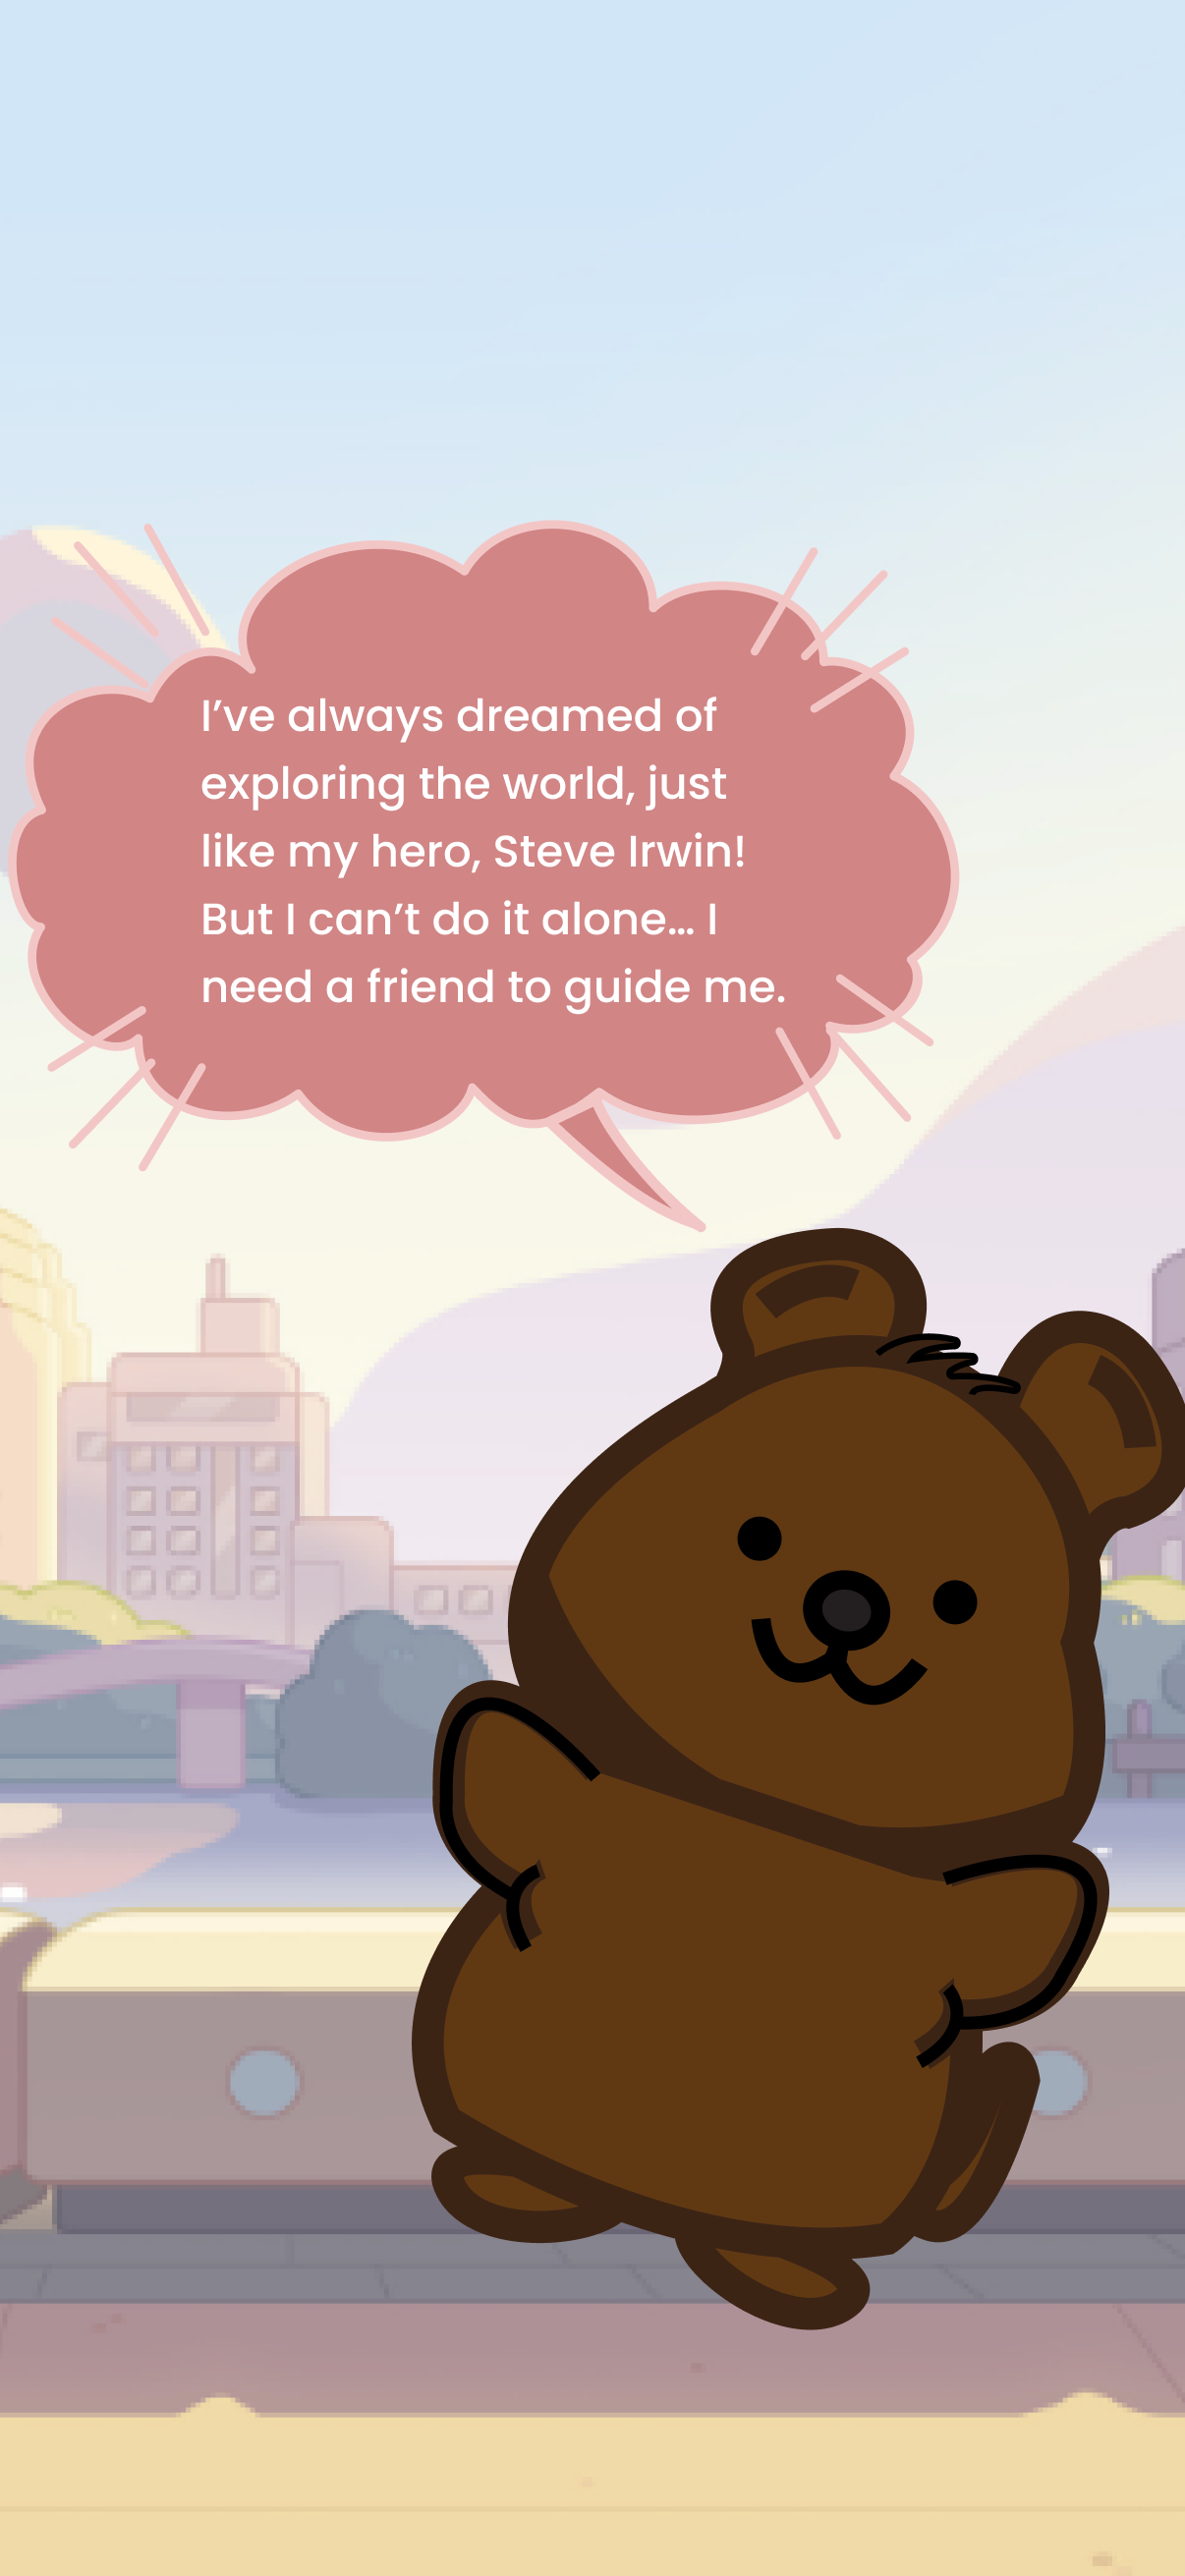 I’ve always dreamed of
exploring the world, just
like my hero, Steve Irwin!
But I can’t do it alone... I
need a friend to guide me.